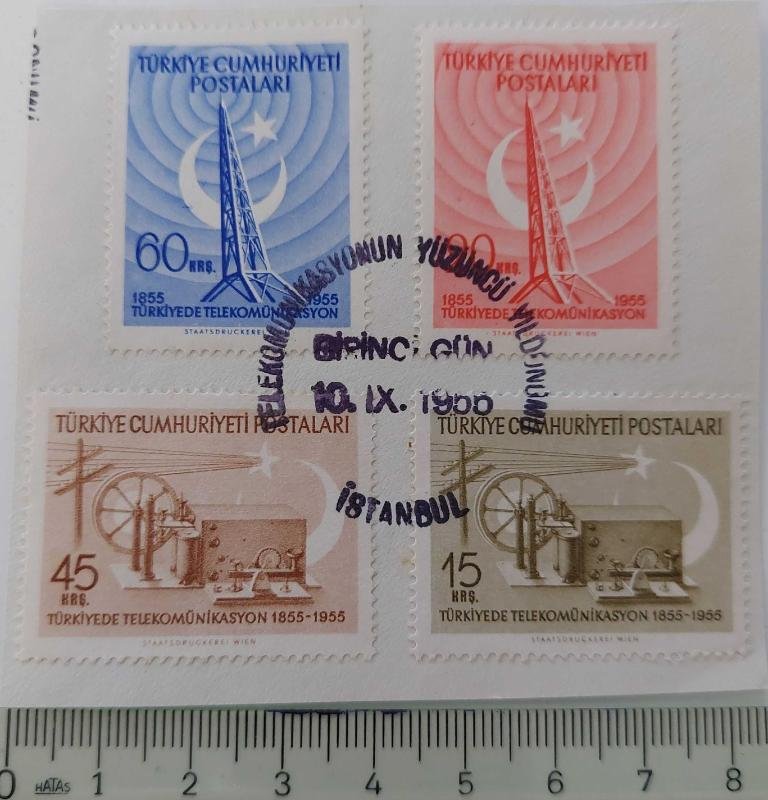 TÜRKİYE CUMHURİYETİ
POSTALARI
60 KRŞ.
1855 1955
TÜRKİYEDE TELEKOMÜNİKASYON
STAATSDRUCKEREI
TÜRKİYE CUMHURİYETİ
POSTALARI
KRŞ.
1855 1955
TÜRKİYEDE TELEKOMÜNİKASYON
STAATSDRUCKEREI WIEN
TELEKOMÜNİKASYONUN YÜZÜNCÜ YILDÖNÜMÜ
BİRİNCİ GÜN
10. IX. 1955
İSTANBUL
TÜRKİYE CUMHURİYETİ POSTALARI
45
KRŞ.
TÜRKİYEDE TELEKOMÜNİKASYON 1855-1955
STAATSDRUCKEREI WIEN
TÜRKİYE CUMHURİYETİ POSTALARI
15
KRŞ.
TÜRKİYEDE TELEKOMÜNİKASYON 1855-1955
STAATSDRUCKEREI WIEN
0 HATAS 1 2 3 4 5 6 7 8